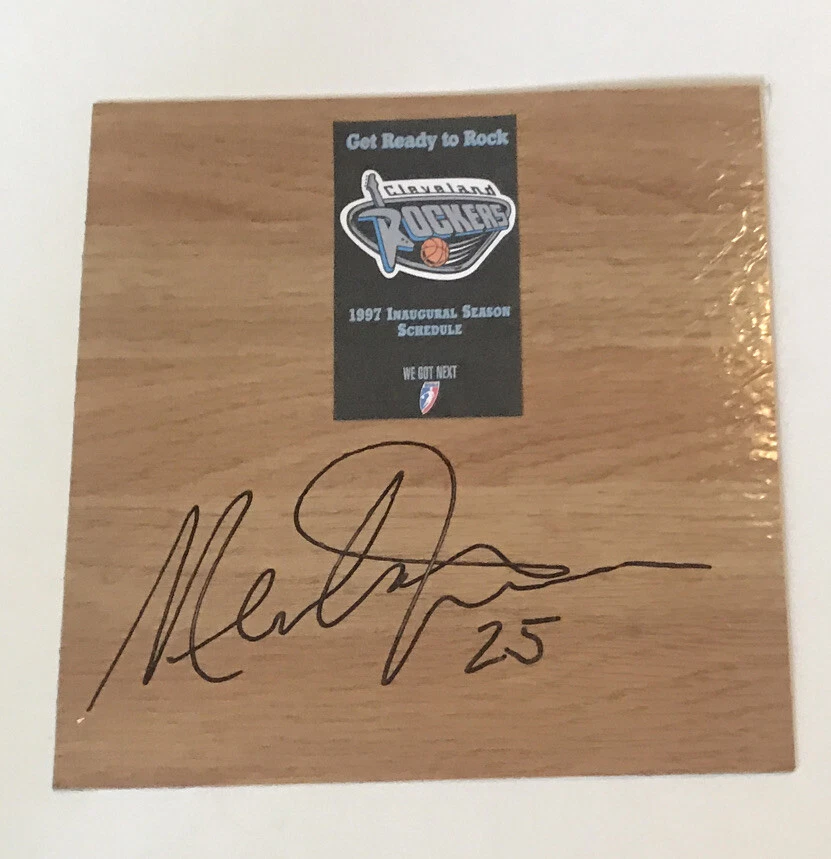 Get Ready to Rock
Cleveland
ROCKERS
1997 INAUGURAL SEASON
SCHEDULE
WE GOT NEXT
25